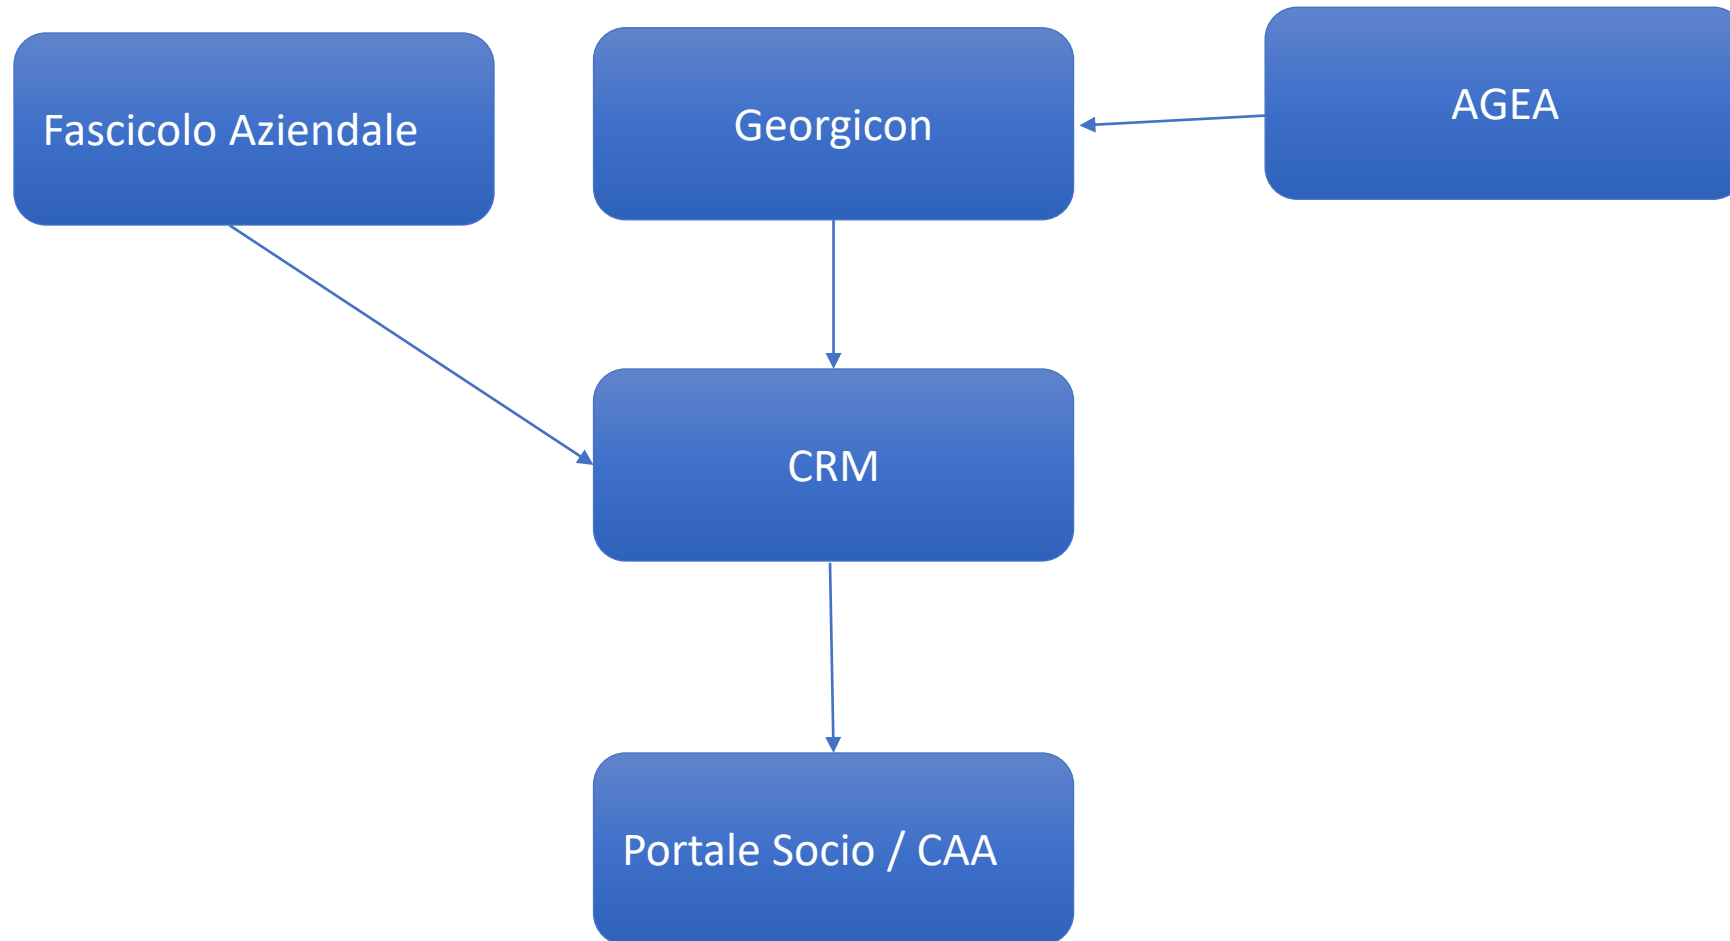 Fascicolo Aziendale
Georgicon
AGEA
CRM
Portale Socio / CAA